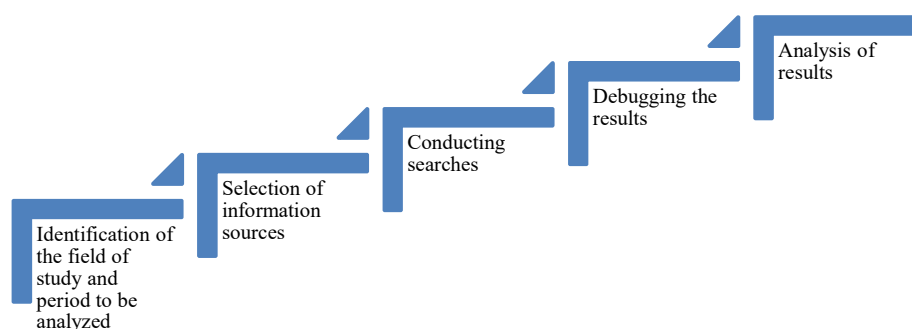 Identification of
the field of
study and
period to be
analyzed
Selection of
information
sources
Conducting
searches
Debugging the
results
Analysis of
results